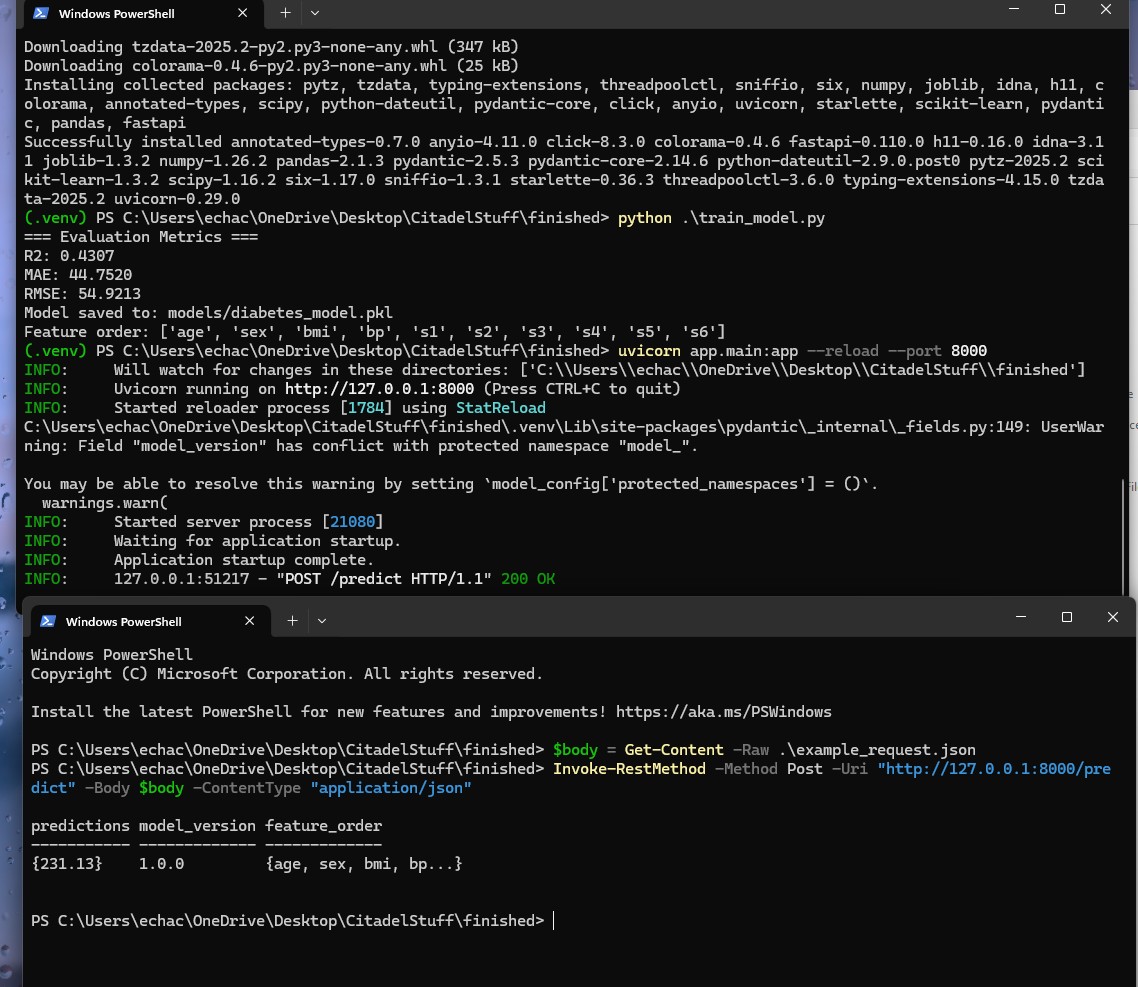 Windows PowerShell
Downloading tzdata-2025.2-py2.py3-none-any.whl (347 kB)
Downloading colorama-0.4.6-py2.py3-none-any.whl (25 kB)
Installing collected packages: pytz, tzdata, typing-extensions, threadpoolctl, sniffio, six, numpy, joblib, idna, h11, c
olorama, annotated-types, scipy, python-dateutil, pydantic-core, click, anyio, uvicorn, starlette, scikit-learn, pydanti
c, pandas, fastapi
Successfully installed annotated-types-0.7.0 anyio-4.11.0 click-8.3.0 colorama-0.4.6 fastapi-0.110.0 h11-0.16.0 idna-3.1
1 joblib-1.3.2 numpy-1.26.2 pandas-2.1.3 pydantic-2.5.3 pydantic-core-2.14.6 python-dateutil-2.9.0.post0 pytz-2025.2 sci
kit-learn-1.3.2 scipy-1.16.2 six-1.17.0 sniffio-1.3.1 starlette-0.36.3 threadpoolctl-3.6.0 typing-extensions-4.15.0 tzda
ta-2025.2 uvicorn-0.29.0
(.venv) PS C:\Users\echac\OneDrive\Desktop\CitadelStuff\finished> python .\train_model.py
=== Evaluation Metrics ===
R2: 0.4307
MAE: 44.7520
RMSE: 54.9213
Model saved to: models/diabetes_model.pkl
Feature order: ['age', 'sex', 'bmi', 'bp', 's1', 's2', 's3', 's4', 's5', 's6']
(.venv) PS C:\Users\echac\OneDrive\Desktop\CitadelStuff\finished> uvicorn app.main:app --reload --port 8000
INFO:     Will watch for changes in these directories: ['C:\\Users\\echac\\OneDrive\\Desktop\\CitadelStuff\\finished']
INFO:     Uvicorn running on http://127.0.0.1:8000 (Press CTRL+C to quit)
INFO:     Started reloader process [1784] using StatReload
C:\Users\echac\OneDrive\Desktop\CitadelStuff\finished\.venv\Lib\site-packages\pydantic\_internal\_fields.py:149: UserWar
ning: Field "model_version" has conflict with protected namespace "model_".
You may be able to resolve this warning by setting `model_config['protected_namespaces'] = ()`.
  warnings.warn(
INFO:     Started server process [21080]
INFO:     Waiting for application startup.
INFO:     Application startup complete.
INFO:     127.0.0.1:51217 - "POST /predict HTTP/1.1" 200 OK
Windows PowerShell
Windows PowerShell
Copyright (C) Microsoft Corporation. All rights reserved.
Install the latest PowerShell for new features and improvements! https://aka.ms/PSWindows
PS C:\Users\echac\OneDrive\Desktop\CitadelStuff\finished> $body = Get-Content -Raw .\example_request.json
PS C:\Users\echac\OneDrive\Desktop\CitadelStuff\finished> Invoke-RestMethod -Method Post -Uri "http://127.0.0.1:8000/pre
dict" -Body $body -ContentType "application/json"
predictions model_version feature_order
----------- ------------- -------------
{231.13}    1.0.0         {age, sex, bmi, bp...}
PS C:\Users\echac\OneDrive\Desktop\CitadelStuff\finished>